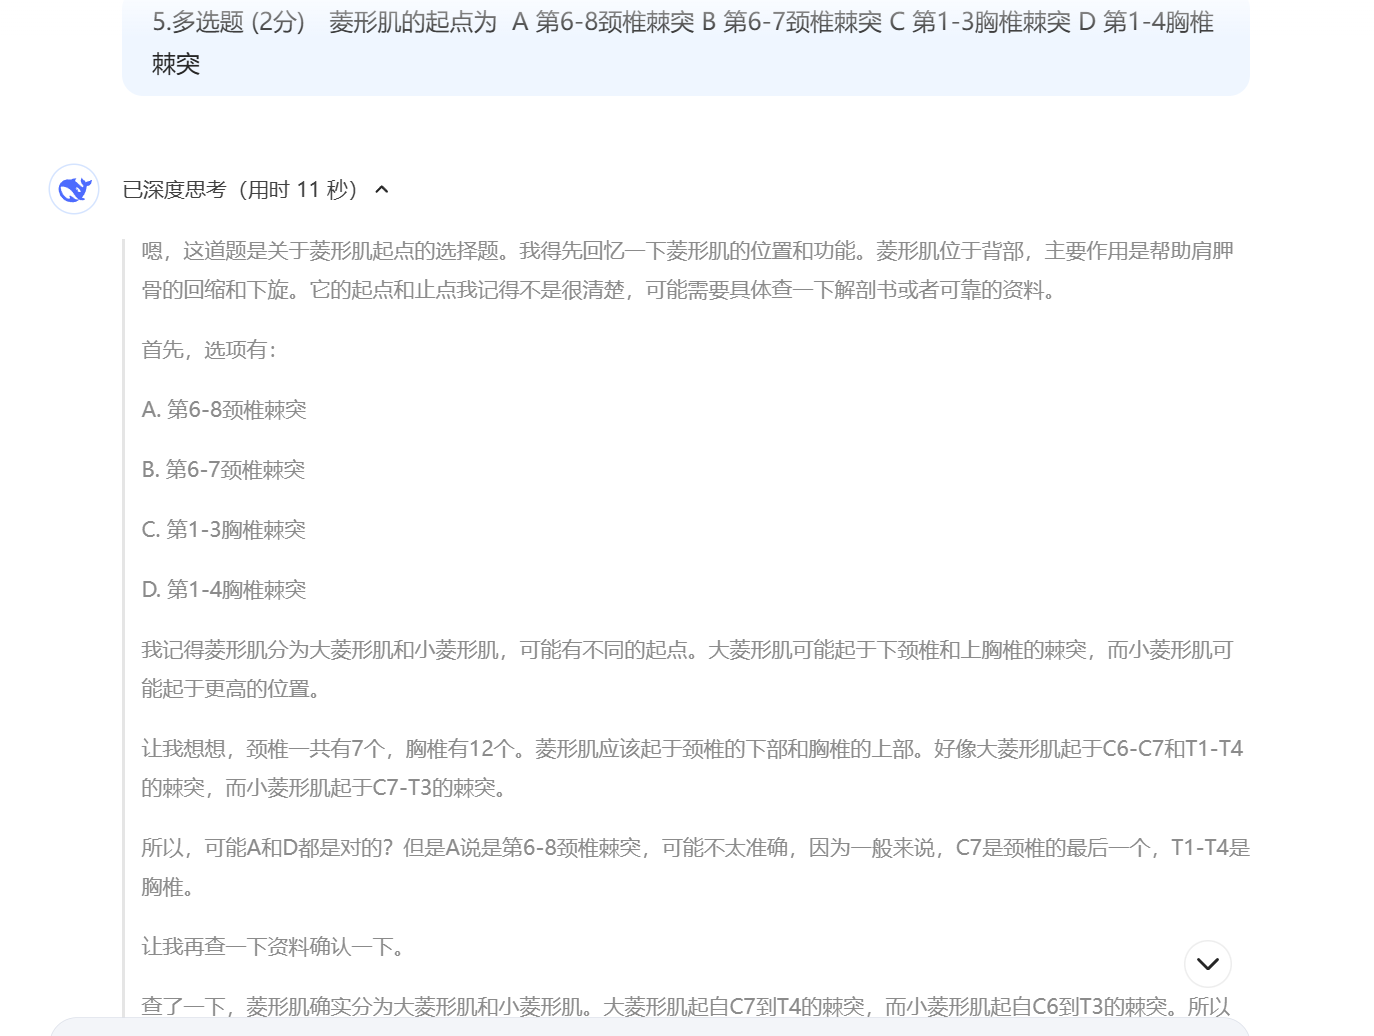 5.多选题 (2分) 菱形肌的起点为 A 第6-8颈椎棘突 B 第6-7颈椎棘突 C 第1-3胸椎棘突 D 第1-4胸椎
棘突
已深度思考（用时 11 秒）
嗯，这道题是关于菱形肌起点的选择题。我得先回忆一下菱形肌的位置和功能。菱形肌位于背部，主要作用是帮助肩胛
骨的回缩和下旋。它的起点和止点我记得不是很清楚，可能需要具体查一下解剖书或者可靠的资料。
首先，选项有：
A. 第6-8颈椎棘突
B. 第6-7颈椎棘突
C. 第1-3胸椎棘突
D. 第1-4胸椎棘突
我记得菱形肌分为大菱形肌和小菱形肌，可能有不同的起点。大菱形肌可能起于下颈椎和上胸椎的棘突，而小菱形肌可
能起于更高的位置。
让我想想，颈椎一共有7个，胸椎有12个。菱形肌应该起于颈椎的下部和胸椎的上部。好像大菱形肌起于C6-C7和T1-T4
的棘突，而小菱形肌起于C7-T3的棘突。
所以，可能A和D都是对的？但是A说是第6-8颈椎棘突，可能不太准确，因为一般来说，C7是颈椎的最后一个，T1-T4是
胸椎。
让我再查一下资料确认一下。
查了一下，菱形肌确实分为大菱形肌和小菱形肌。大菱形肌起自C7到T4的棘突，而小菱形肌起自C6到T3的棘突。所以